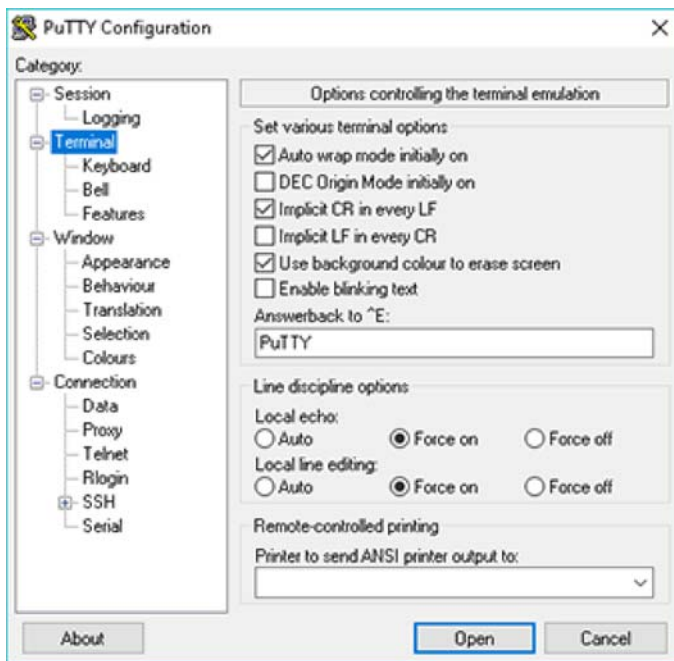 PuTTY Configuration
Category:
Session
Logging
Terminal
Keyboard
Bell
Features
Window
Appearance
Behaviour
Translation
Selection
Colours
Connection
Data
Proxy
Telnet
Rlogin
SSH
Serial
Options controlling the terminal emulation
Set various terminal options
Auto wrap mode initially on
DEC Origin Mode initially on
Implicit CR in every LF
Implicit LF in every CR
Use background colour to erase screen
Enable blinking text
Answerback to ^E:
PuTTY
Line discipline options
Local echo:
Auto Force on Force off
Local line editing:
Auto Force on Force off
Remote-controlled printing
Printer to send ANSI printer output to:
About Open Cancel